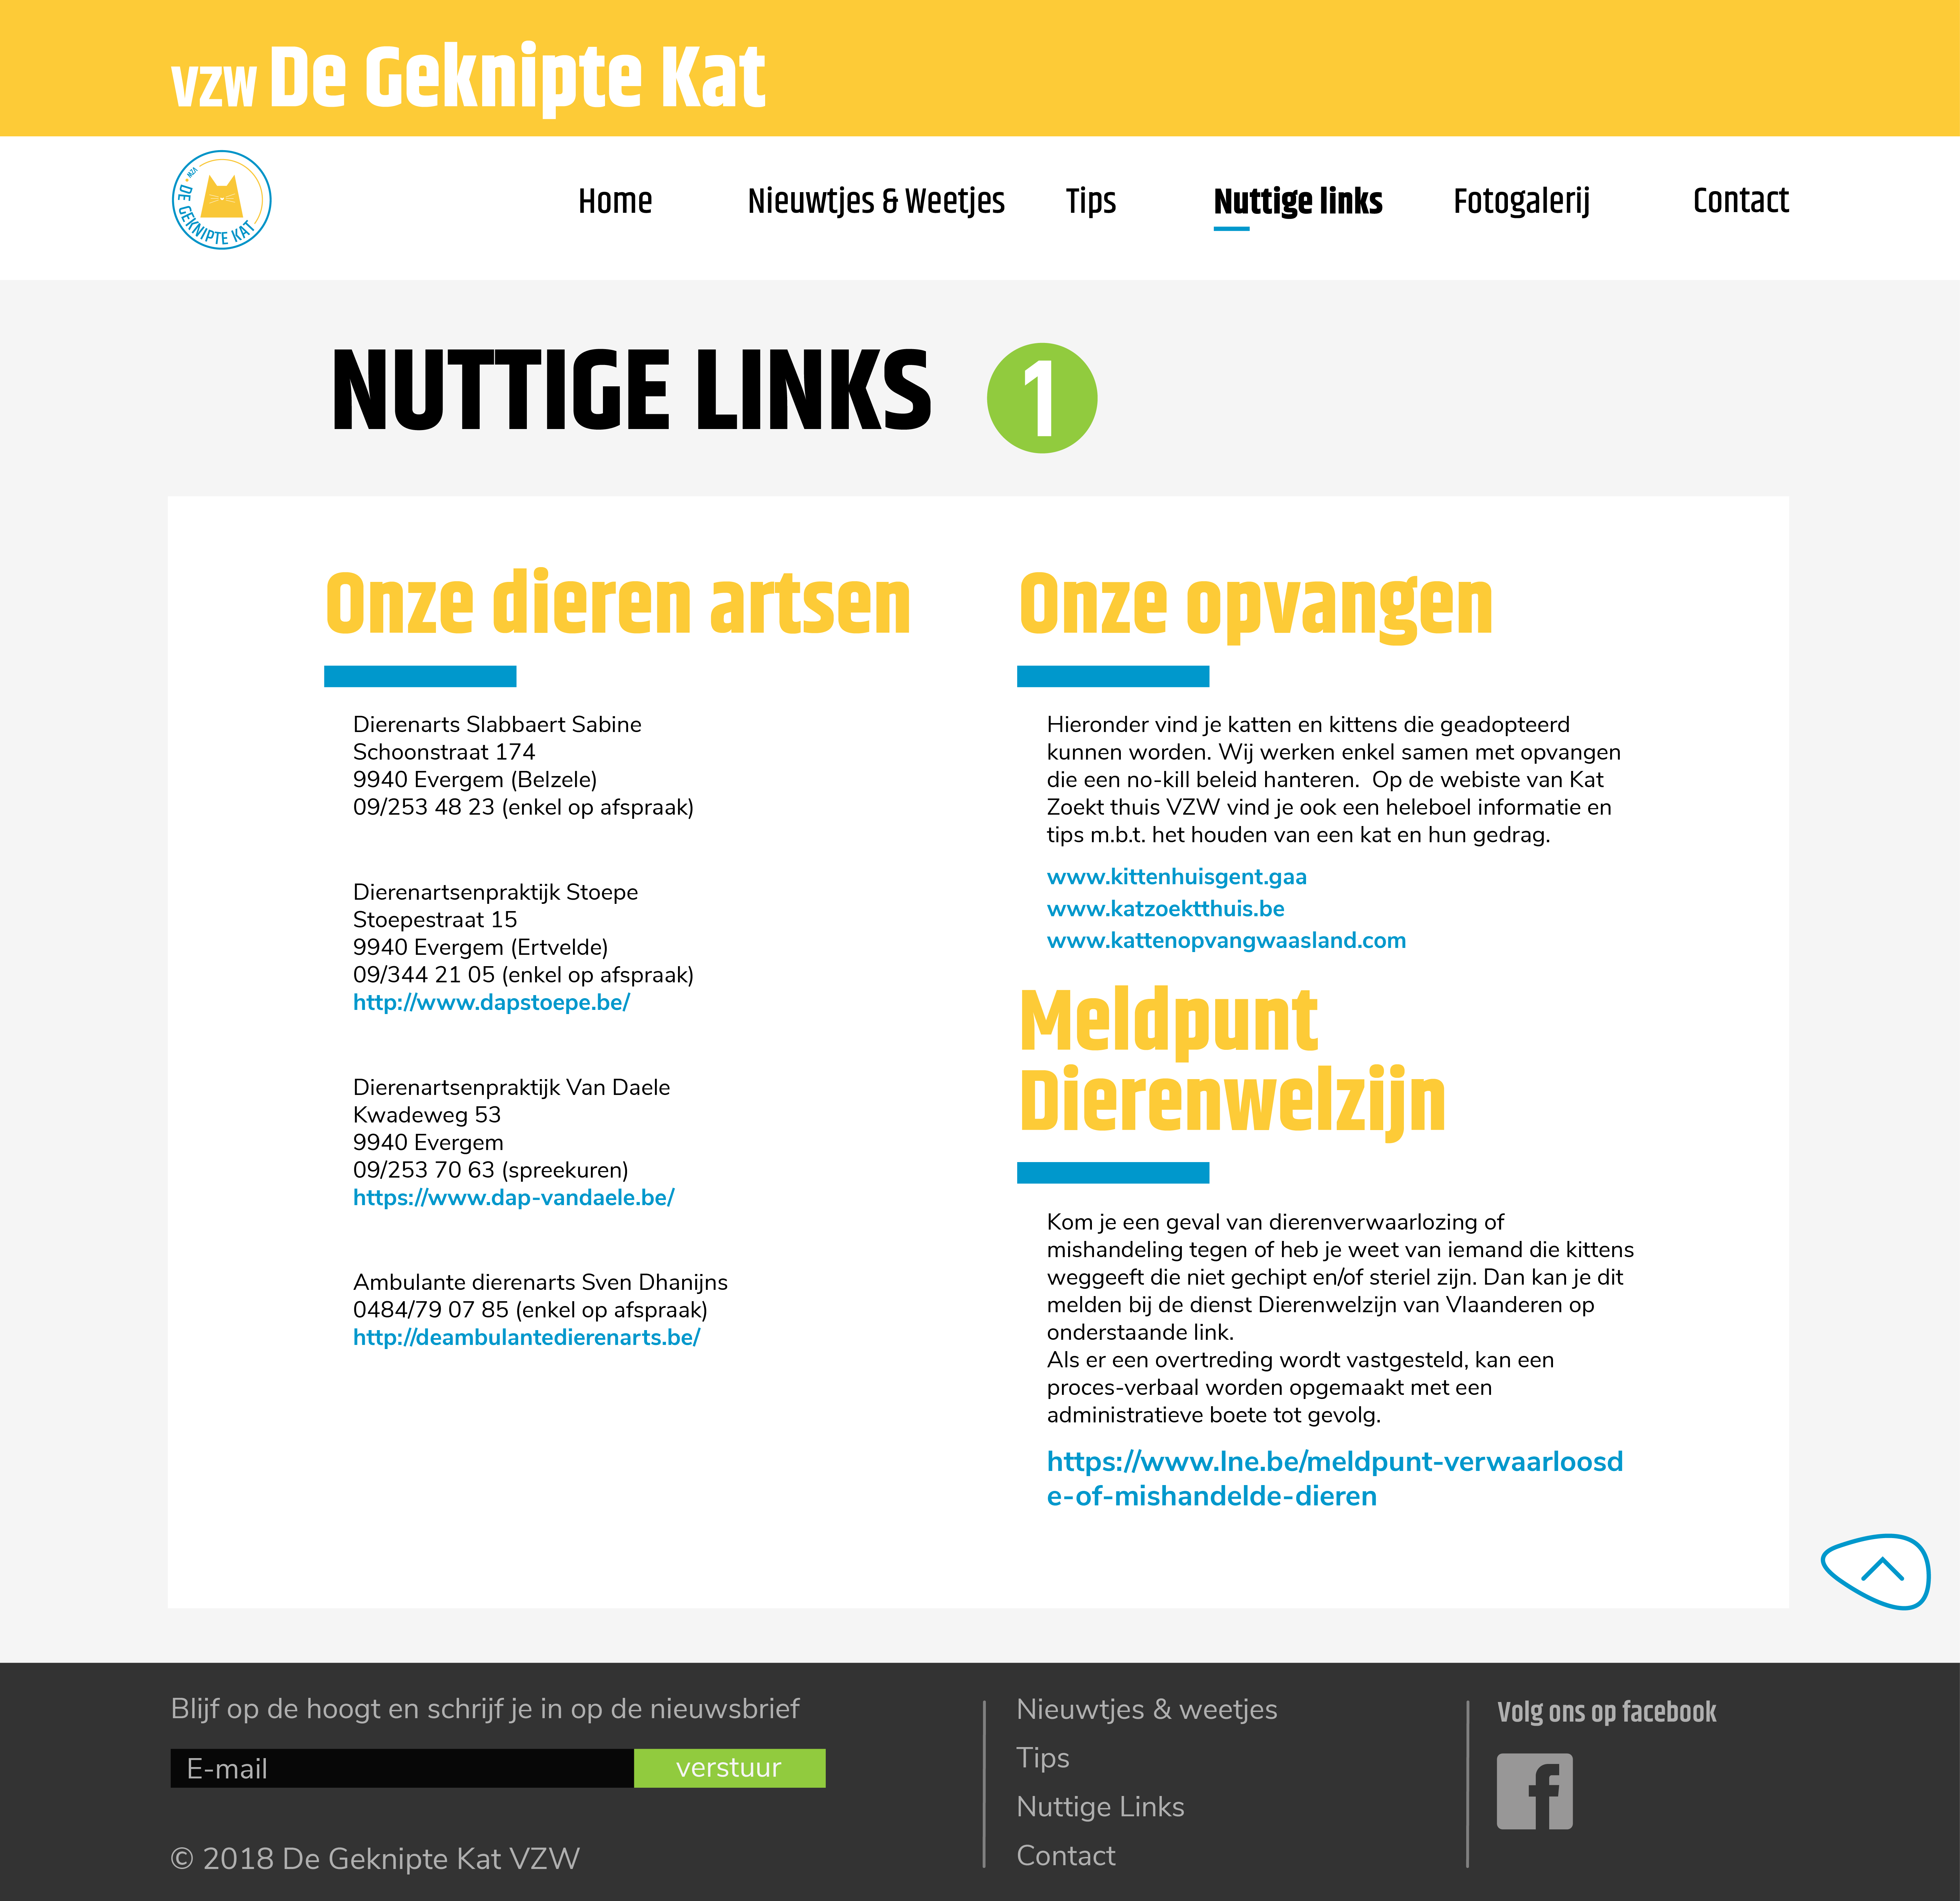 vzw De Geknipte Kat
VZW • DE GEKNIPTE KAT
Home
Nieuwtjes & Weetjes
Tips
Nuttige links
Fotogalerij
Contact
NUTTIGE LINKS
1
Onze dieren artsen
Dierenarts Slabbaert Sabine
Schoonstraat 174
9940 Evergem (Belzele)
09/253 48 23 (enkel op afspraak)
Dierenartsenpraktijk Stoepe
Stoepestraat 15
9940 Evergem (Ertvelde)
09/344 21 05 (enkel op afspraak)
http://www.dapstoepe.be/
Dierenartsenpraktijk Van Daele
Kwadeweg 53
9940 Evergem
09/253 70 63 (spreekuren)
https://www.dap-vandaele.be/
Ambulante dierenarts Sven Dhanijns
0484/79 07 85 (enkel op afspraak)
http://deambulantedierenarts.be/
Onze opvangen
Hieronder vind je katten en kittens die geadopteerd
kunnen worden. Wij werken enkel samen met opvangen
die een no-kill beleid hanteren.  Op de webiste van Kat
Zoekt thuis VZW vind je ook een heleboel informatie en
tips m.b.t. het houden van een kat en hun gedrag.
www.kittenhuisgent.gaa
www.katzoektthuis.be
www.kattenopvangwaasland.com
Meldpunt
Dierenwelzijn
Kom je een geval van dierenverwaarlozing of
mishandeling tegen of heb je weet van iemand die kittens
weggeeft die niet gechipt en/of steriel zijn. Dan kan je dit
melden bij de dienst Dierenwelzijn van Vlaanderen op
onderstaande link.
Als er een overtreding wordt vastgesteld, kan een
proces-verbaal worden opgemaakt met een
administratieve boete tot gevolg.
https://www.lne.be/meldpunt-verwaarloosd
e-of-mishandelde-dieren
Blijf op de hoogt en schrijf je in op de nieuwsbrief
E-mail
verstuur
© 2018 De Geknipte Kat VZW
Nieuwtjes & weetjes
Tips
Nuttige Links
Contact
Volg ons op facebook